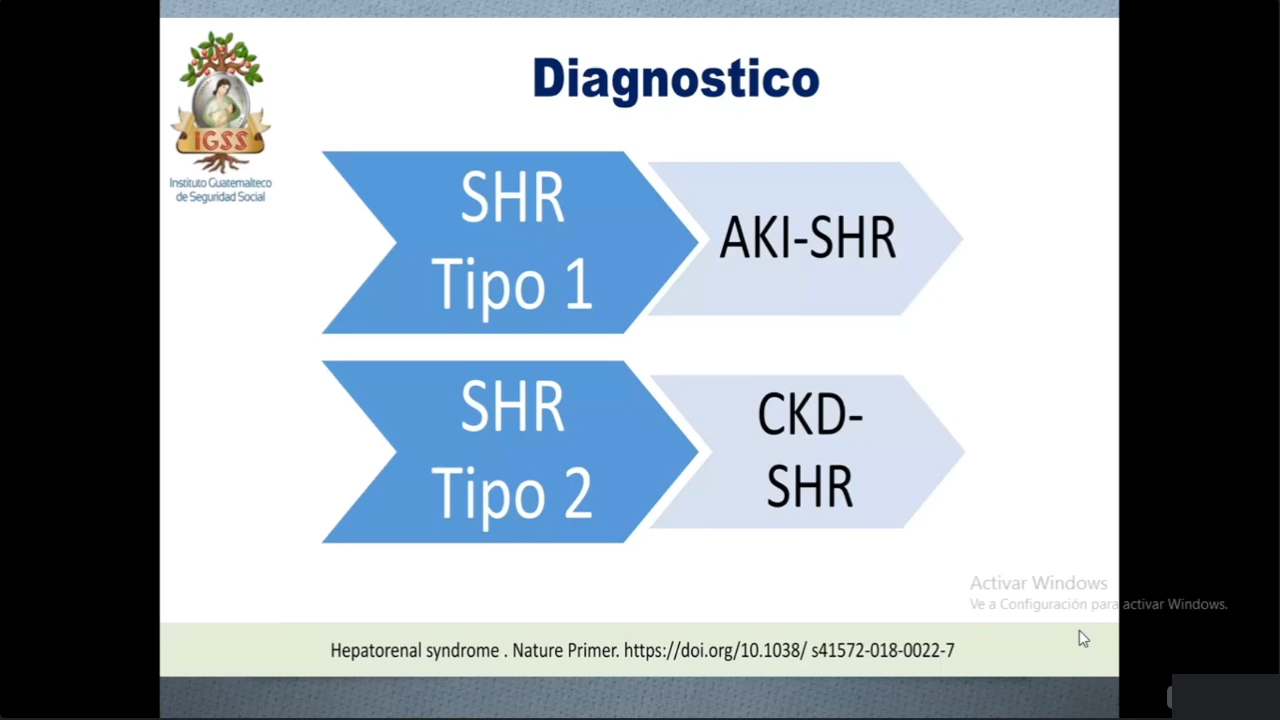 Diagnostico
IGSS
Instituto Guatemalteco
de Seguridad Social
SHR
Tipo 1
AKI-SHR
SHR
Tipo 2
CKD-
SHR
Activar Windows
Ve a Configuración para activar Windows.
Hepatorenal syndrome . Nature Primer. https://doi.org/10.1038/ s41572-018-0022-7